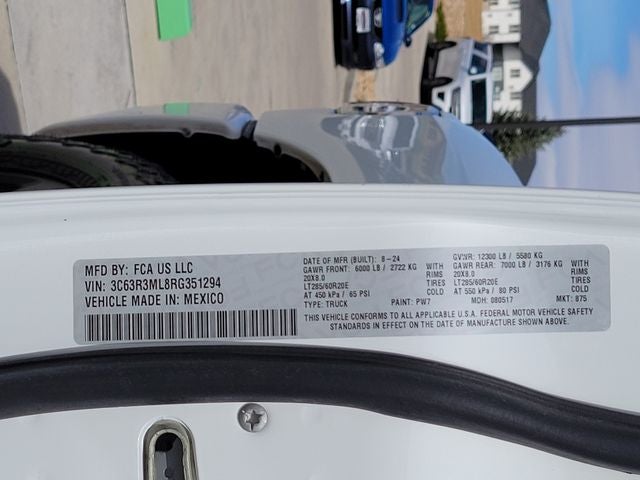 MFD BY: FCA US LLC
VIN: 3C63R3ML8RG351294
VEHICLE MADE IN: MEXICO
DATE OF MFR (BUILT): 8-24
GAWR FRONT: 6000 LB / 2722 KG WITH
20X8.0 RIMS
LT285/60R20E TIRES
AT 450 kPa / 65 PSI COLD
TYPE: TRUCK PAINT: PW7
GVWR: 12300 LB / 5580 KG
GAWR REAR: 7000 LB / 3176 KG WITH
20X8.0 RIMS
LT285/60R20E TIRES
AT 550 kPa / 80 PSI COLD
MDH: 080517 MKT: 875
THIS VEHICLE CONFORMS TO ALL APPLICABLE U.S.A. FEDERAL MOTOR VEHICLE SAFETY
STANDARDS IN EFFECT ON THE DATE OF MANUFACTURE SHOWN ABOVE.